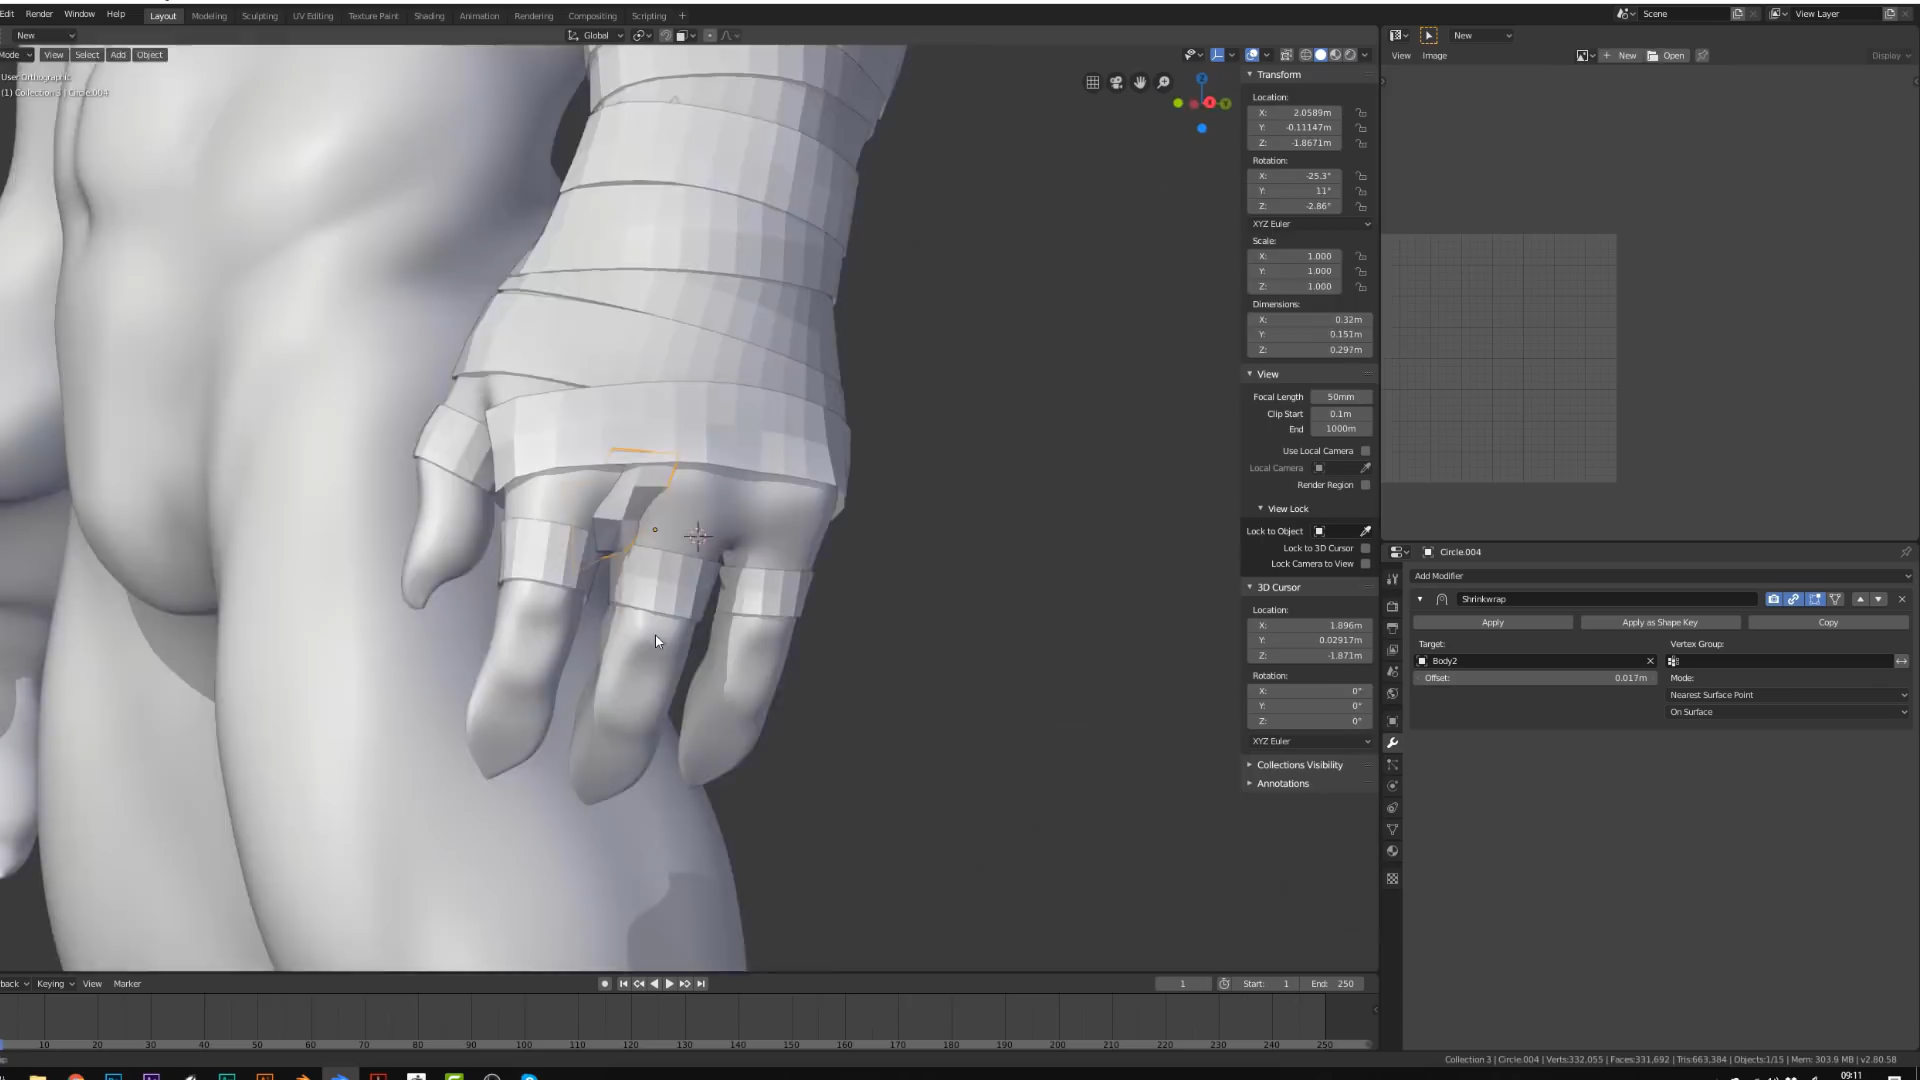 Edit Render Window Help Layout Modeling Sculpting UV Editing Texture Paint Shading Animation Rendering Compositing Scripting + Scene View Layer
New Global New
Mode View Select Add Object View Image New Open Display
User Orthographic
(1) Collection 3 | Circle.004
Transform
Location:
X: 2.0589m
Y: -0.11147m
Z: -1.8671m
Rotation:
X: -25.3°
Y: 11°
Z: -2.86°
XYZ Euler
Scale:
X: 1.000
Y: 1.000
Z: 1.000
Dimensions:
X: 0.32m
Y: 0.151m
Z: 0.297m
View
Focal Length 50mm
Clip Start 0.1m
End 1000m
Use Local Camera
Local Camera
Render Region
View Lock
Lock to Object
Lock to 3D Cursor
Lock Camera to View
3D Cursor
Location:
X: 1.896m
Y: 0.02917m
Z: -1.871m
Rotation:
X: 0°
Y: 0°
Z: 0°
XYZ Euler
Collections Visibility
Annotations
Circle.004
Add Modifier
Shrinkwrap
Apply Apply as Shape Key Copy
Target: Vertex Group:
Body2
Offset: 0.017m Mode:
Nearest Surface Point
On Surface
back Keying View Marker 1 Start: 1 End: 250
10 20 30 40 50 60 70 80 90 100 110 120 130 140 150 160 170 180 190 200 210 220 230 240 250
Collection 3 | Circle.004 | Verts:332,055 | Faces:331,692 | Tris:663,384 | Objects:1/15 | Mem: 303.9 MB | v2.80.58
09:11